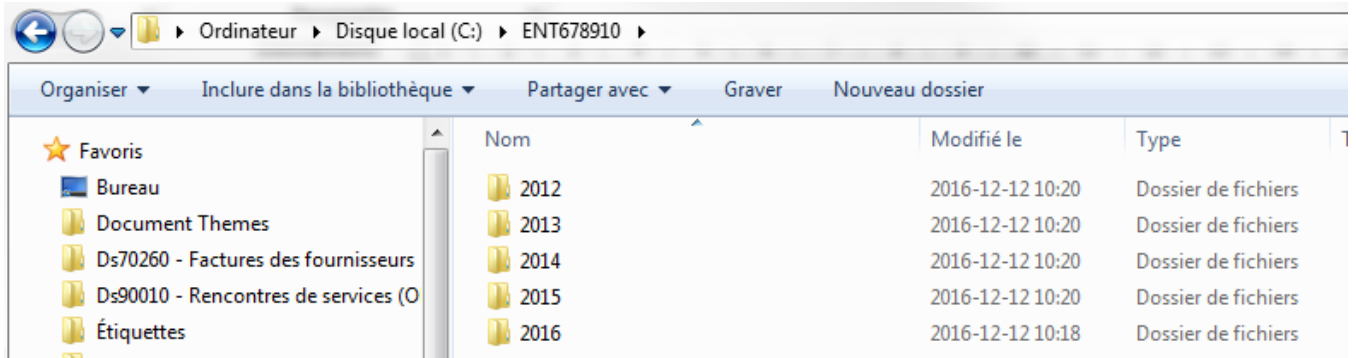 Ordinateur Disque local (C:) ENT678910
Organiser Inclure dans la bibliothèque Partager avec Graver Nouveau dossier
Nom Modifié le Type T
Favoris
Bureau 2012 2016-12-12 10:20 Dossier de fichiers
Document Themes 2013 2016-12-12 10:20 Dossier de fichiers
Ds70260 - Factures des fournisseurs 2014 2016-12-12 10:20 Dossier de fichiers
Ds90010 - Rencontres de services (O 2015 2016-12-12 10:20 Dossier de fichiers
Étiquettes 2016 2016-12-12 10:18 Dossier de fichiers